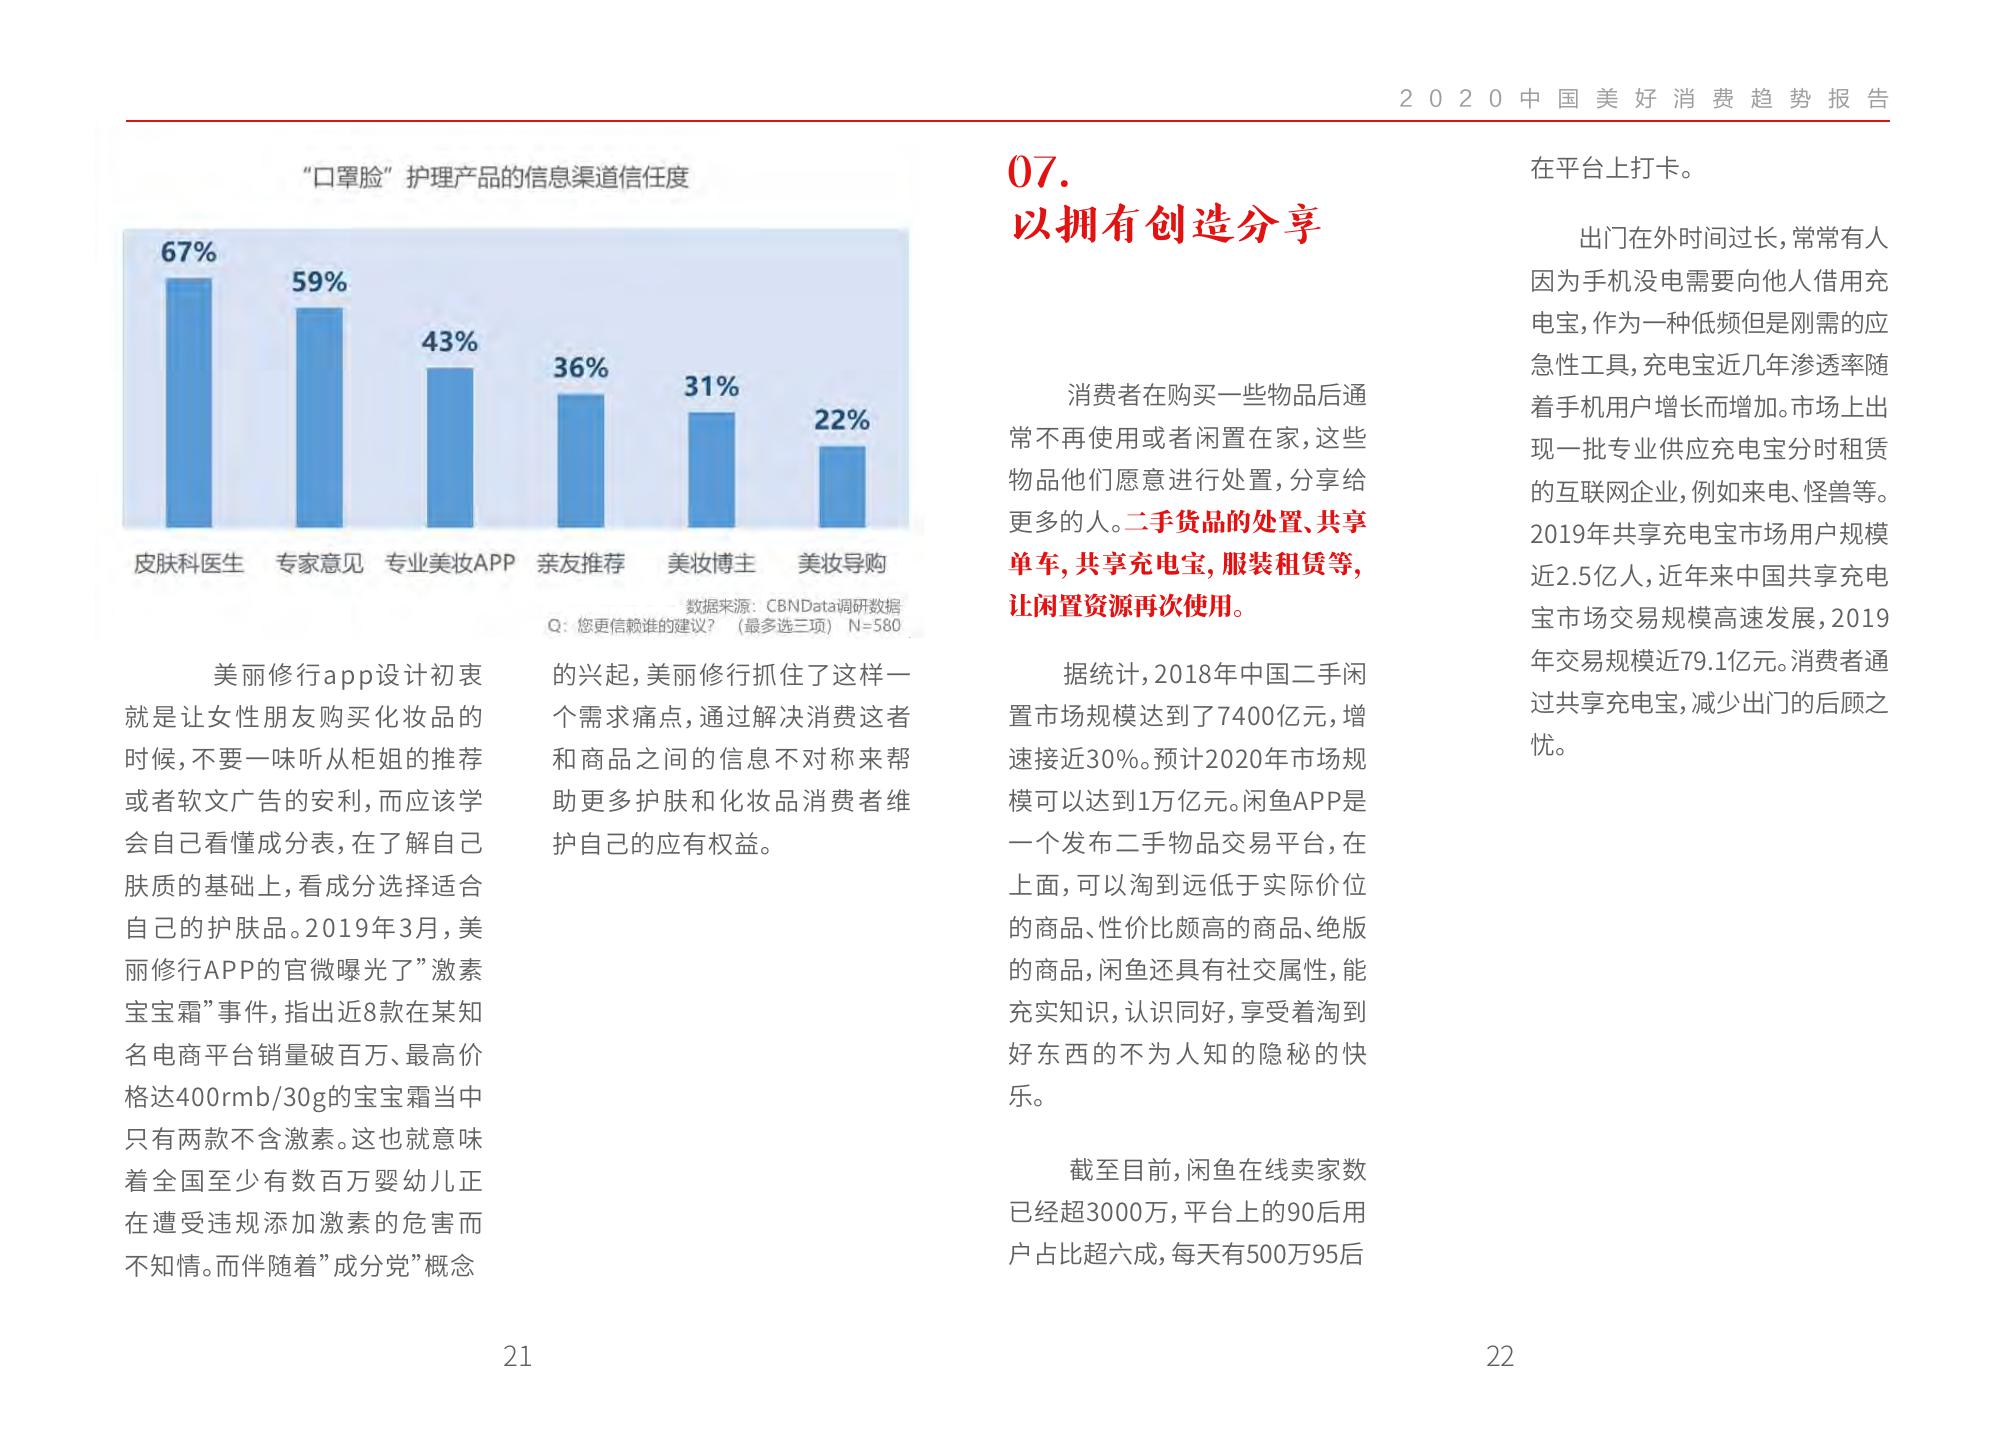 2020中国美好消费趋势报告
“口罩脸”护理产品的信息渠道信任度
67%
59%
43%
36%
31%
22%
皮肤科医生 专家意见 专业美妆APP 亲友推荐 美妆博主 美妆导购
数据来源：CBNData调研数据
Q：您更信赖谁的建议？（最多选三项） N=580
美丽修行app设计初衷
就是让女性朋友购买化妆品的
时候，不要一味听从柜姐的推荐
或者软文广告的安利，而应该学
会自己看懂成分表，在了解自己
肤质的基础上，看成分选择适合
自己的护肤品。2019年3月，美
丽修行APP的官微曝光了”激素
宝宝霜”事件，指出近8款在某知
名电商平台销量破百万、最高价
格达400rmb/30g的宝宝霜当中
只有两款不含激素。这也就意味
着全国至少有数百万婴幼儿正
在遭受违规添加激素的危害而
不知情。而伴随着”成分党”概念
的兴起，美丽修行抓住了这样一
个需求痛点，通过解决消费这者
和商品之间的信息不对称来帮
助更多护肤和化妆品消费者维
护自己的应有权益。
21
07.
以拥有创造分享
消费者在购买一些物品后通
常不再使用或者闲置在家，这些
物品他们愿意进行处置，分享给
更多的人。二手货品的处置、共享
单车，共享充电宝，服装租赁等，
让闲置资源再次使用。
据统计，2018年中国二手闲
置市场规模达到了7400亿元，增
速接近30%。预计2020年市场规
模可以达到1万亿元。闲鱼APP是
一个发布二手物品交易平台，在
上面，可以淘到远低于实际价位
的商品、性价比颇高的商品、绝版
的商品，闲鱼还具有社交属性，能
充实知识，认识同好，享受着淘到
好东西的不为人知的隐秘的快
乐。
截至目前，闲鱼在线卖家数
已经超3000万，平台上的90后用
户占比超六成，每天有500万95后
在平台上打卡。
出门在外时间过长，常常有人
因为手机没电需要向他人借用充
电宝，作为一种低频但是刚需的应
急性工具，充电宝近几年渗透率随
着手机用户增长而增加。市场上出
现一批专业供应充电宝分时租赁
的互联网企业，例如来电、怪兽等。
2019年共享充电宝市场用户规模
近2.5亿人，近年来中国共享充电
宝市场交易规模高速发展，2019
年交易规模近79.1亿元。消费者通
过共享充电宝，减少出门的后顾之
忧。
22